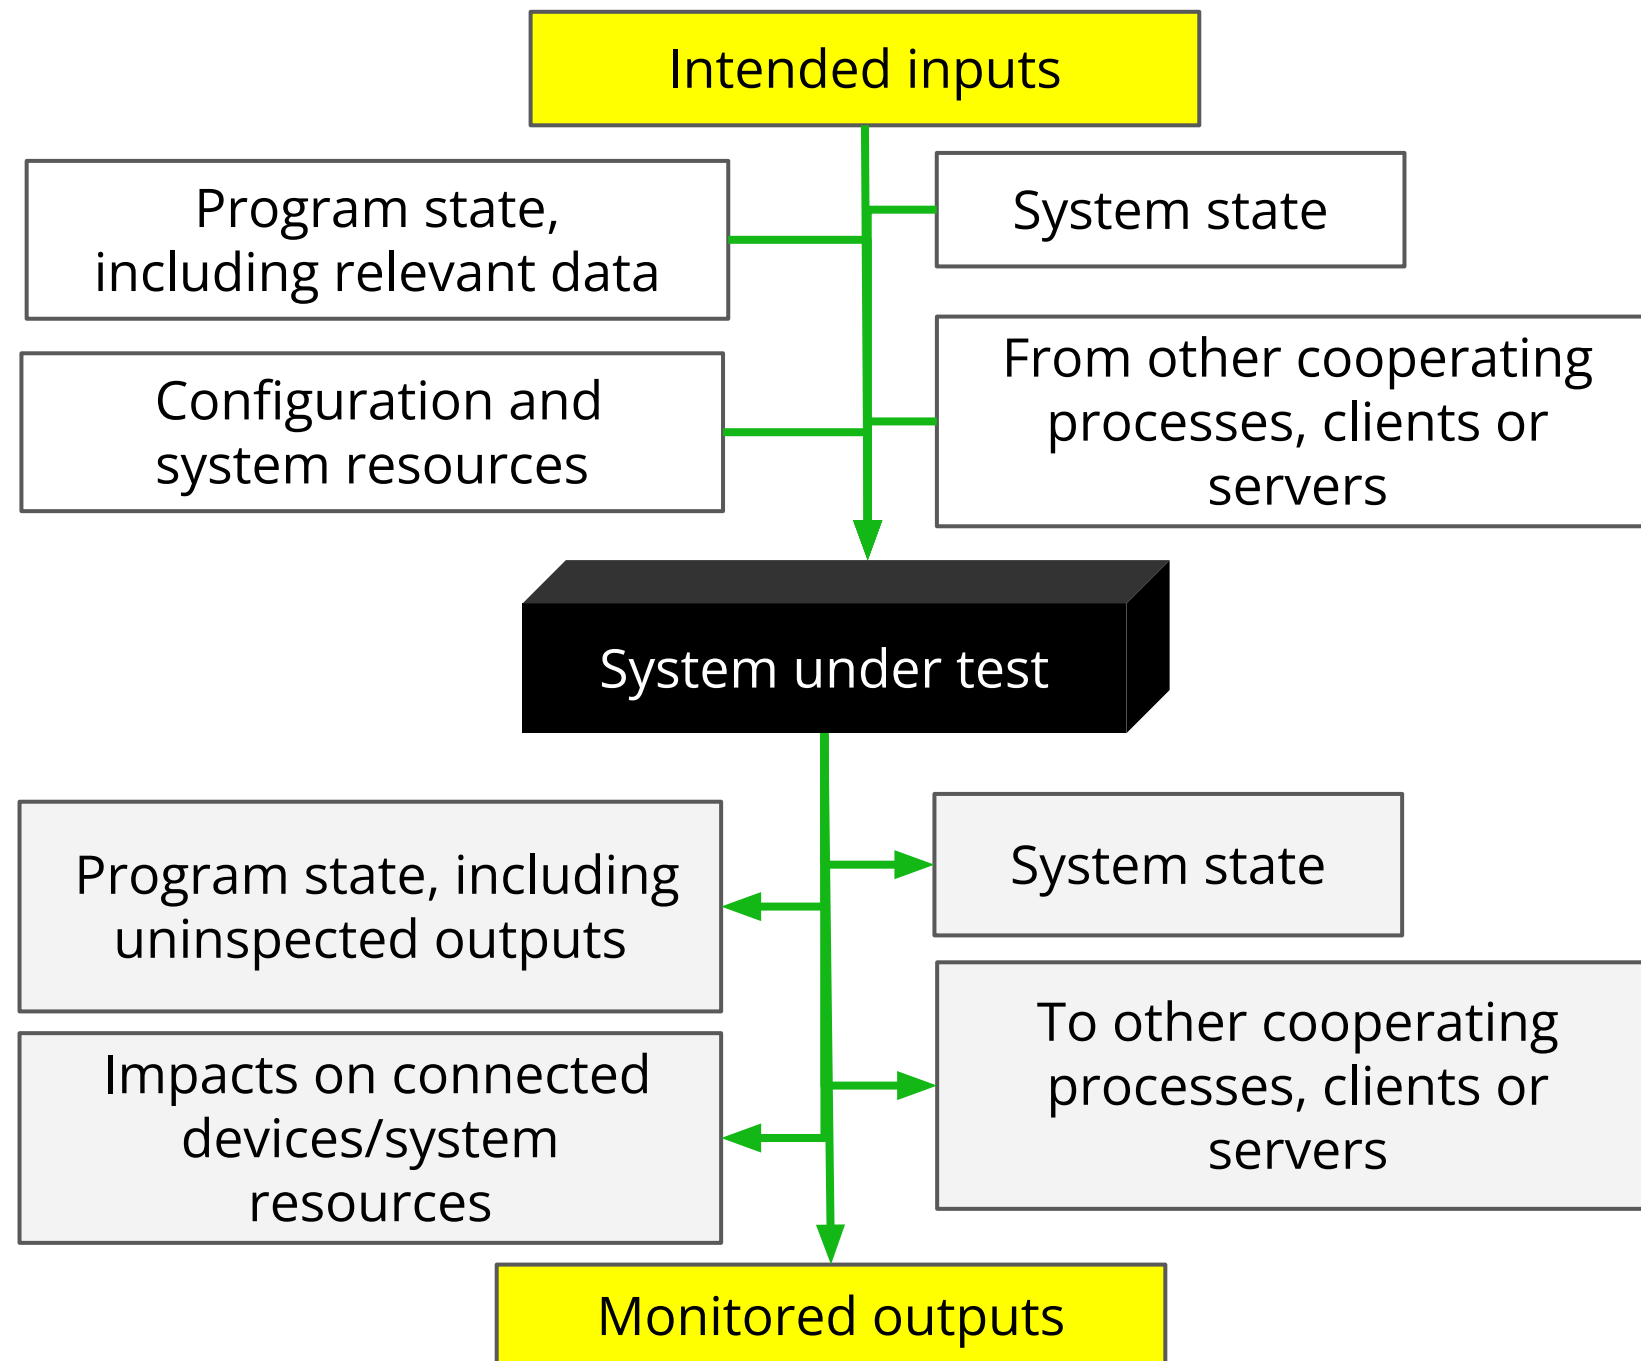 Intended inputs
Program state,
including relevant data
System state
Configuration and
system resources
From other cooperating
processes, clients or
servers
System under test
Program state, including
uninspected outputs
System state
Impacts on connected
devices/system
resources
To other cooperating
processes, clients or
servers
Monitored outputs